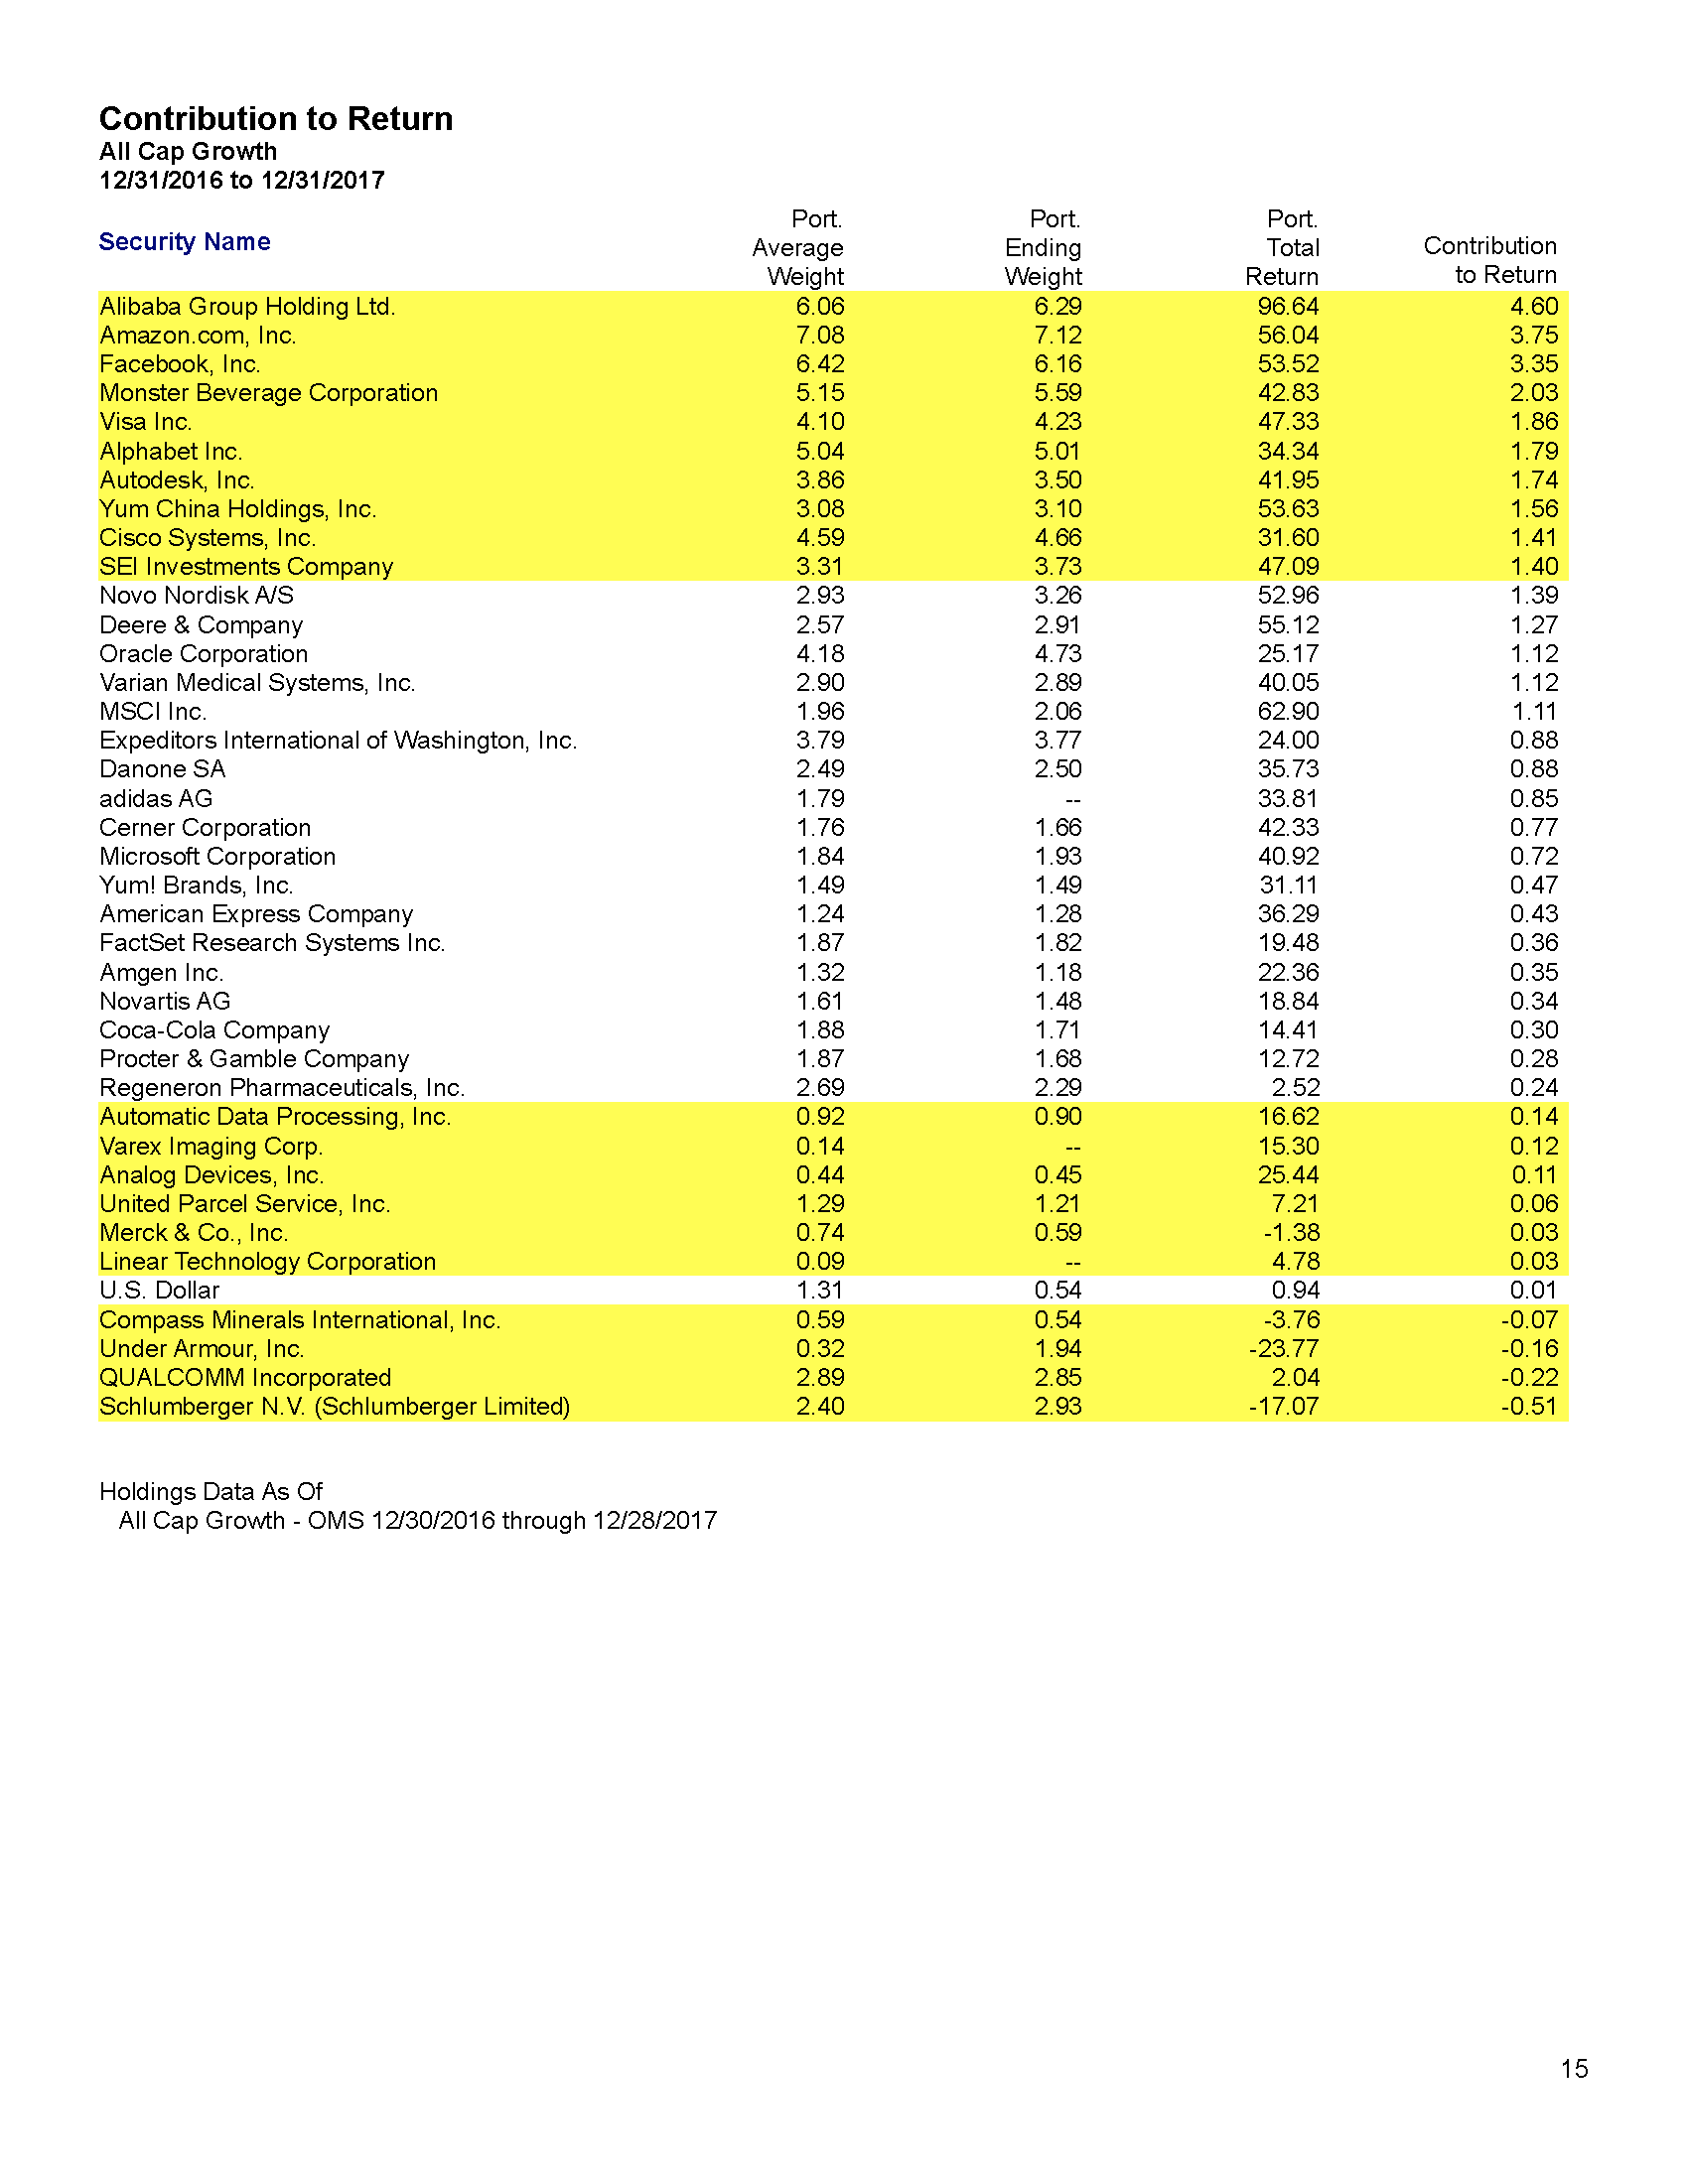 Contribution to Return
All Cap Growth
12/31/2016 to 12/31/2017
Security Name Port. Average Weight Port. Ending Weight Port. Total Return Contribution to Return
Alibaba Group Holding Ltd. 6.06 6.29 96.64 4.60
Amazon.com, Inc. 7.08 7.12 56.04 3.75
Facebook, Inc. 6.42 6.16 53.52 3.35
Monster Beverage Corporation 5.15 5.59 42.83 2.03
Visa Inc. 4.10 4.23 47.33 1.86
Alphabet Inc. 5.04 5.01 34.34 1.79
Autodesk, Inc. 3.86 3.50 41.95 1.74
Yum China Holdings, Inc. 3.08 3.10 53.63 1.56
Cisco Systems, Inc. 4.59 4.66 31.60 1.41
SEI Investments Company 3.31 3.73 47.09 1.40
Novo Nordisk A/S 2.93 3.26 52.96 1.39
Deere & Company 2.57 2.91 55.12 1.27
Oracle Corporation 4.18 4.73 25.17 1.12
Varian Medical Systems, Inc. 2.90 2.89 40.05 1.12
MSCI Inc. 1.96 2.06 62.90 1.11
Expeditors International of Washington, Inc. 3.79 3.77 24.00 0.88
Danone SA 2.49 2.50 35.73 0.88
adidas AG 1.79 -- 33.81 0.85
Cerner Corporation 1.76 1.66 42.33 0.77
Microsoft Corporation 1.84 1.93 40.92 0.72
Yum! Brands, Inc. 1.49 1.49 31.11 0.47
American Express Company 1.24 1.28 36.29 0.43
FactSet Research Systems Inc. 1.87 1.82 19.48 0.36
Amgen Inc. 1.32 1.18 22.36 0.35
Novartis AG 1.61 1.48 18.84 0.34
Coca-Cola Company 1.88 1.71 14.41 0.30
Procter & Gamble Company 1.87 1.68 12.72 0.28
Regeneron Pharmaceuticals, Inc. 2.69 2.29 2.52 0.24
Automatic Data Processing, Inc. 0.92 0.90 16.62 0.14
Varex Imaging Corp. 0.14 -- 15.30 0.12
Analog Devices, Inc. 0.44 0.45 25.44 0.11
United Parcel Service, Inc. 1.29 1.21 7.21 0.06
Merck & Co., Inc. 0.74 0.59 -1.38 0.03
Linear Technology Corporation 0.09 -- 4.78 0.03
U.S. Dollar 1.31 0.54 0.94 0.01
Compass Minerals International, Inc. 0.59 0.54 -3.76 -0.07
Under Armour, Inc. 0.32 1.94 -23.77 -0.16
QUALCOMM Incorporated 2.89 2.85 2.04 -0.22
Schlumberger N.V. (Schlumberger Limited) 2.40 2.93 -17.07 -0.51
Holdings Data As Of
All Cap Growth - OMS 12/30/2016 through 12/28/2017
15